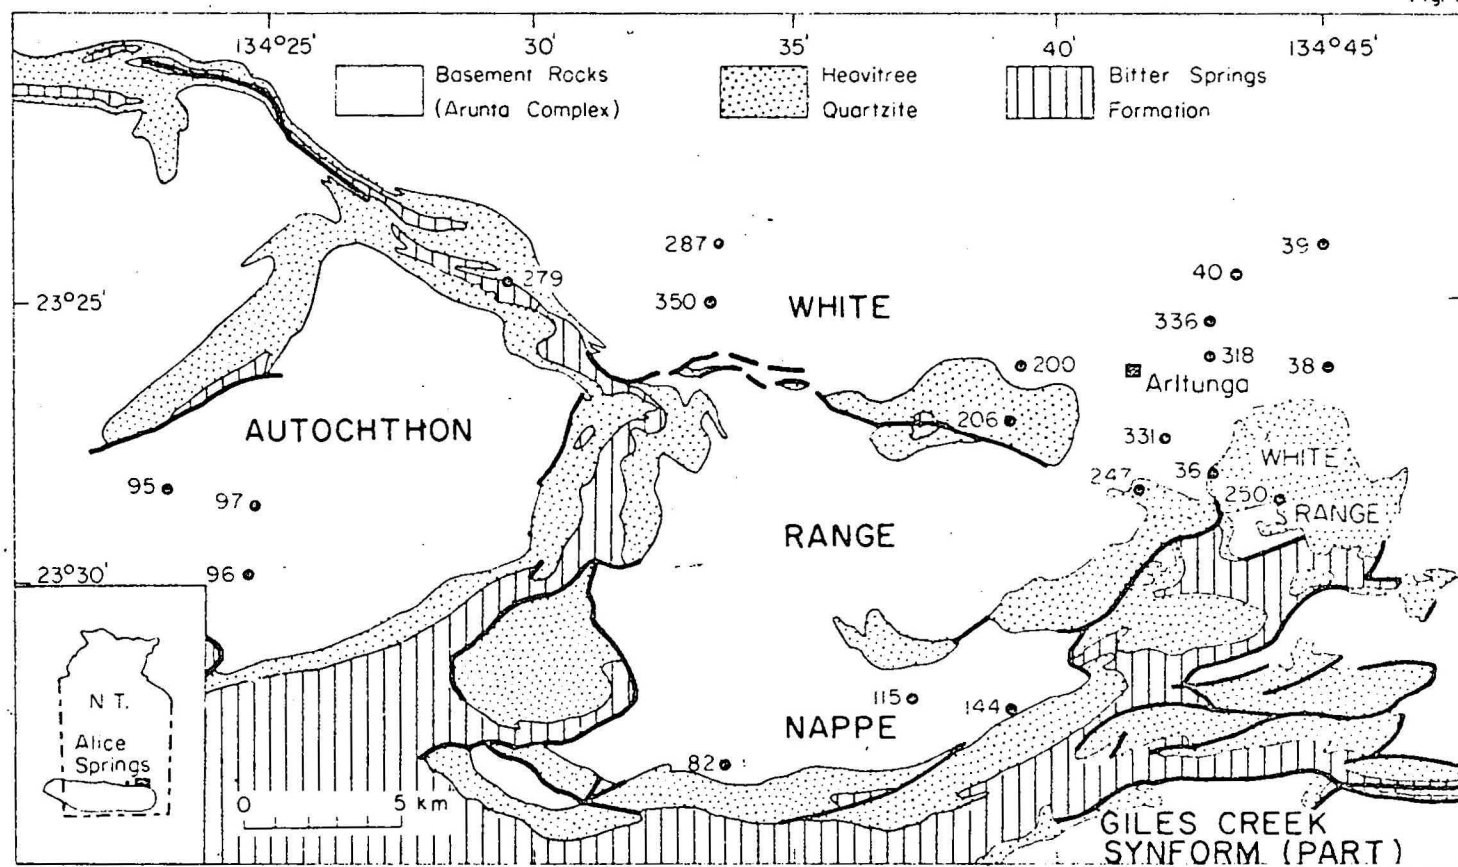 134°25'
30'
35'
40'
134°45'
Basement Rocks
(Arunta Complex)
Heavitree
Quartzite
Bitter Springs
Formation
287
39
40
279
23°25'
350
WHITE
336
318
200
Arltunga
38
AUTOCHTHON
206
331
WHITE
95
247
36
97
250
RANGE
RANGE
23°30'
96
N.T.
115
144
NAPPE
Alice
Springs
82
0 5 km
GILES CREEK
SYNFORM (PART)